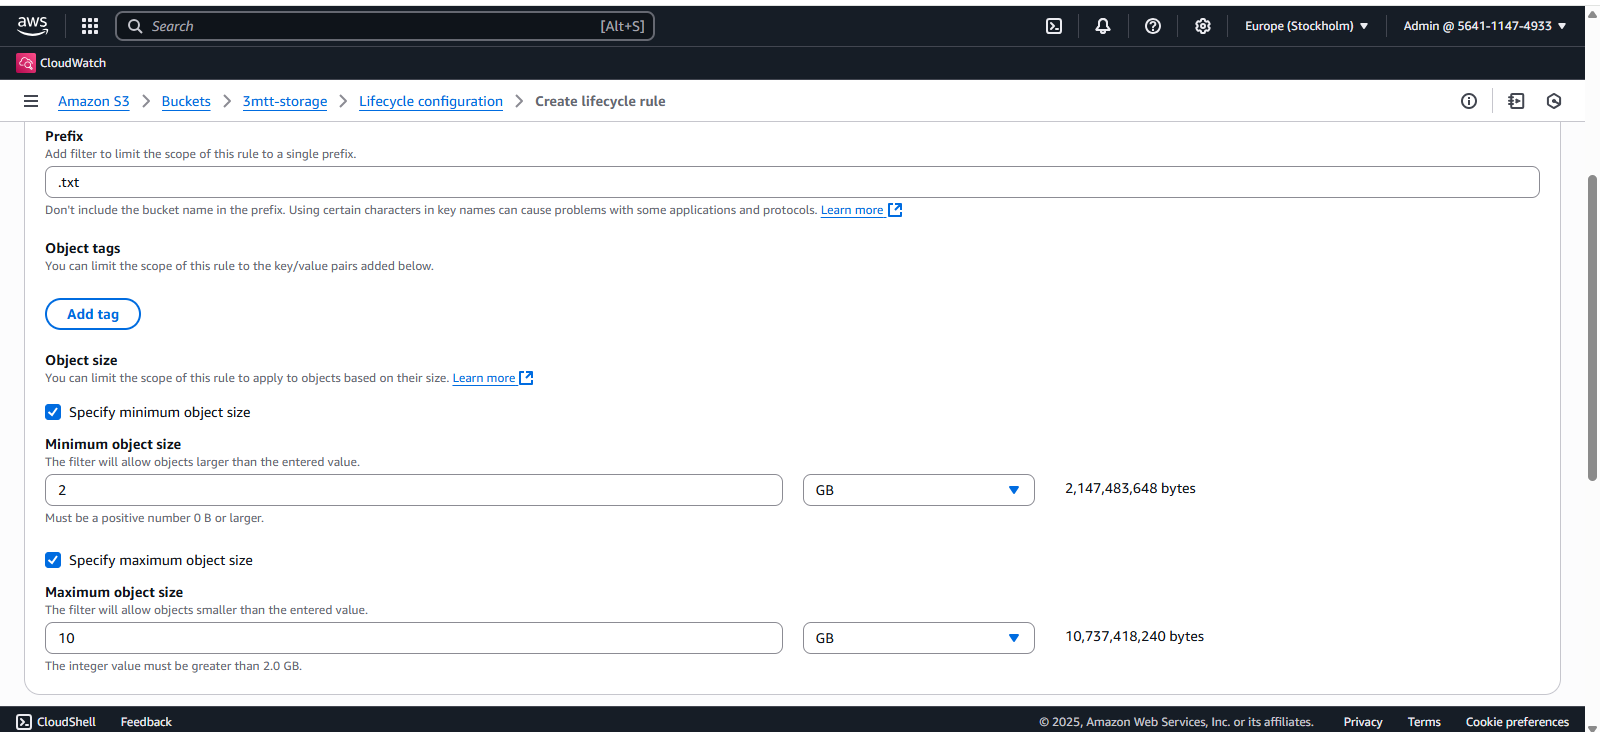 aws Search [Alt+S] Europe (Stockholm) Admin @ 5641-1147-4933
CloudWatch
Amazon S3 > Buckets > 3mtt-storage > Lifecycle configuration > Create lifecycle rule
Prefix
Add filter to limit the scope of this rule to a single prefix.
.txt
Don't include the bucket name in the prefix. Using certain characters in key names can cause problems with some applications and protocols. Learn more
Object tags
You can limit the scope of this rule to the key/value pairs added below.
Add tag
Object size
You can limit the scope of this rule to apply to objects based on their size. Learn more
Specify minimum object size
Minimum object size
The filter will allow objects larger than the entered value.
2 GB 2,147,483,648 bytes
Must be a positive number 0 B or larger.
Specify maximum object size
Maximum object size
The filter will allow objects smaller than the entered value.
10 GB 10,737,418,240 bytes
The integer value must be greater than 2.0 GB.
CloudShell Feedback © 2025, Amazon Web Services, Inc. or its affiliates. Privacy Terms Cookie preferences